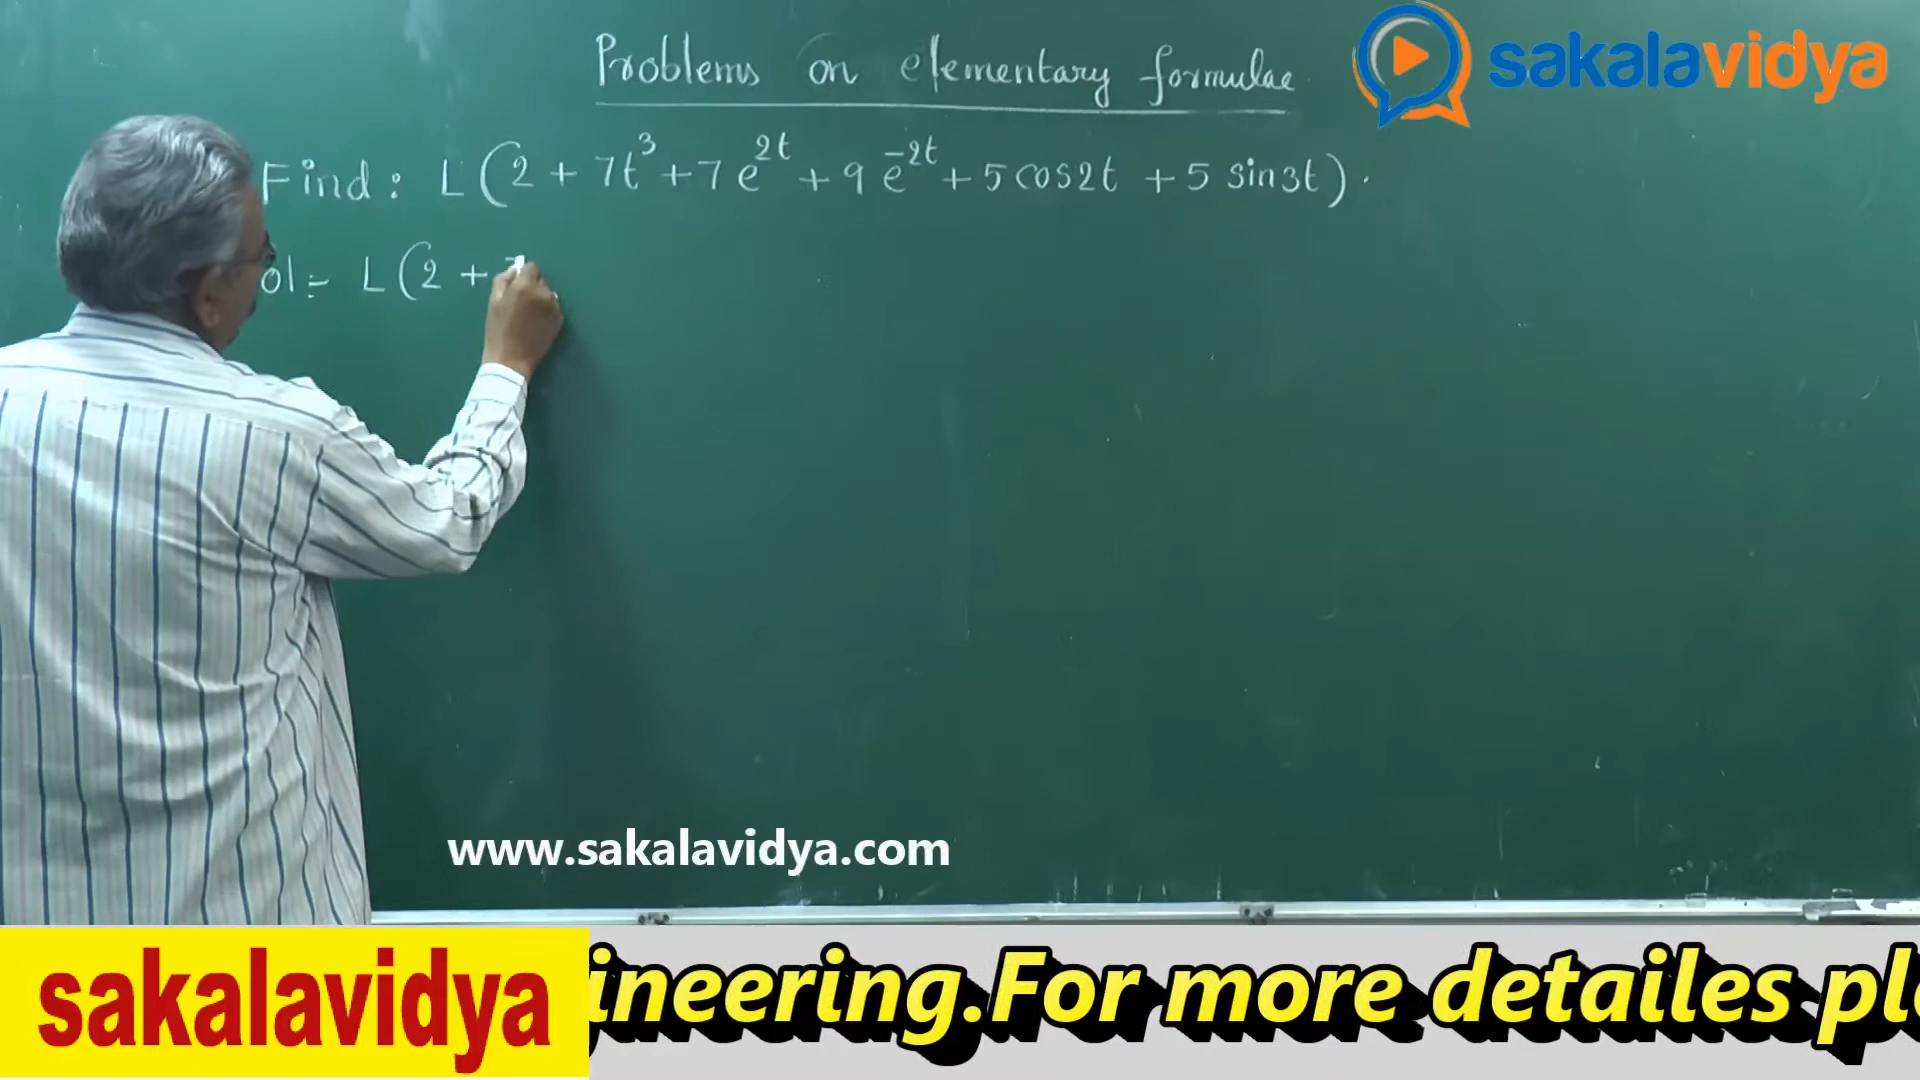 Problems on elementary formulae
sakalavidya
Find : L(2 + 7t³ + 7e²ᵗ + 9e⁻²ᵗ + 5cos2t + 5 sin3t).
ol:- L(2 + 7
www.sakalavidya.com
sakalavidya
ineering.For more detailes pl